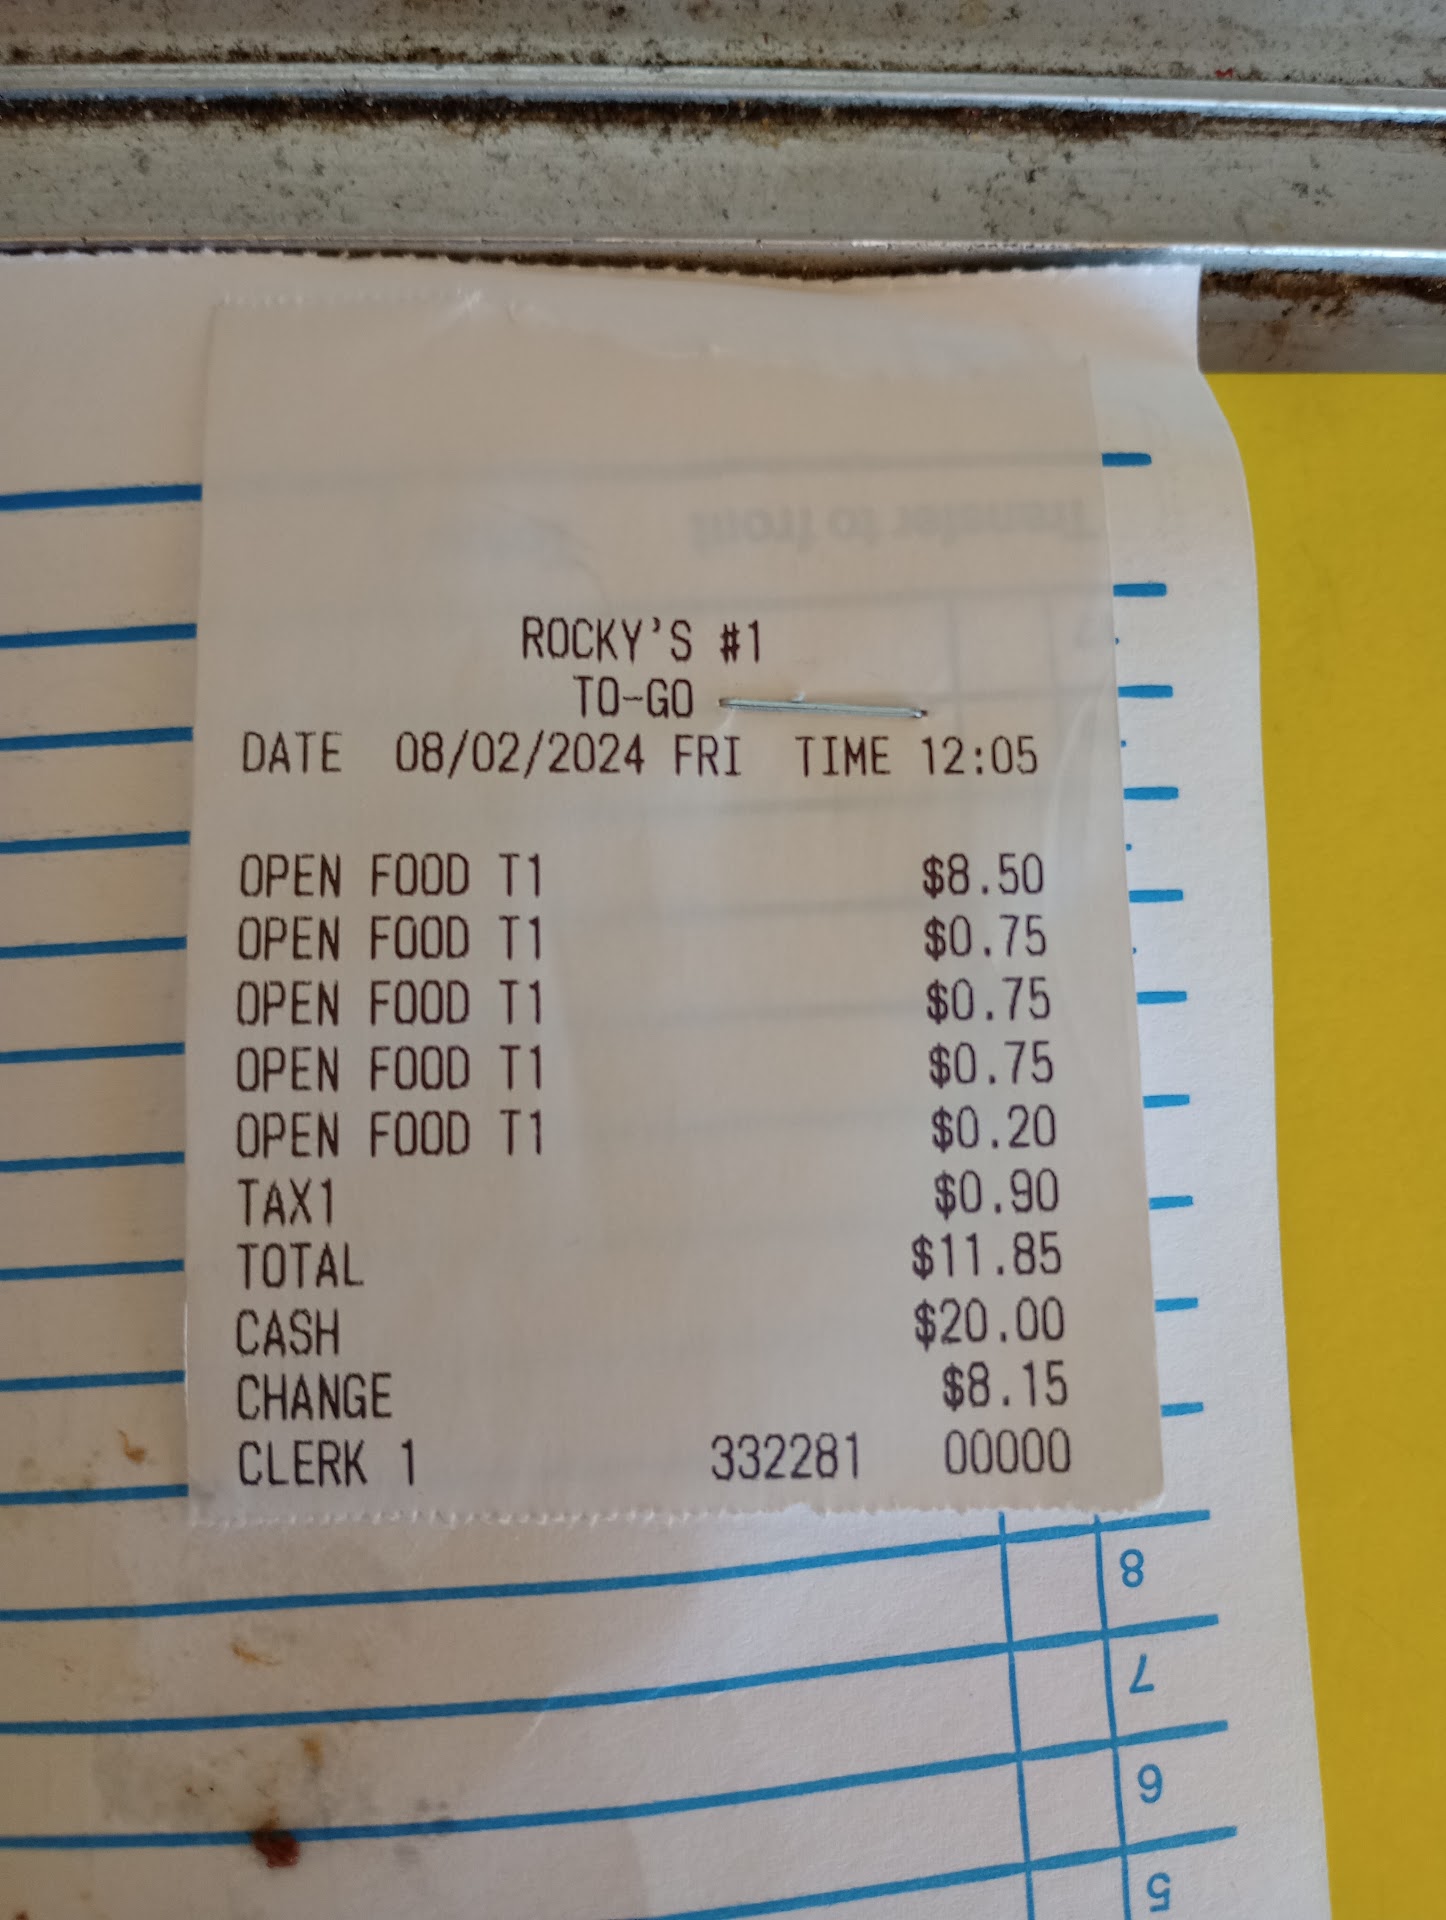 Transfer to front
ROCKY'S #1
TO-GO
DATE 08/02/2024 FRI TIME 12:05
OPEN FOOD T1 $8.50
OPEN FOOD T1 $0.75
OPEN FOOD T1 $0.75
OPEN FOOD T1 $0.75
OPEN FOOD T1 $0.20
TAX1 $0.90
TOTAL $11.85
CASH $20.00
CHANGE $8.15
CLERK 1 332281 00000
8
7
6
5